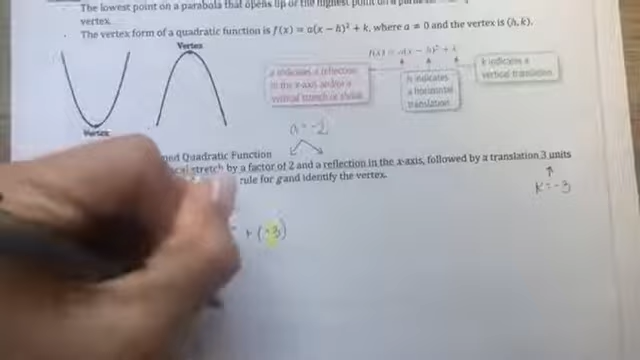 The lowest point on a parabola that opens up or the highest point on a
vertex.
The vertex form of a quadratic function is f(x) = a(x − h)² + k, where a ≠ 0 and the vertex is (h, k).
Vertex
f(x) = a(x − h)² + k
a indicates a reflection
in the x-axis and/or a
vertical stretch or shrink.
h indicates
a horizontal
translation.
k indicates a
vertical translation.
Vertex
a = -2
Quadratic Function
stretch by a factor of 2 and a reflection in the x-axis, followed by a translation 3 units
rule for g and identify the vertex.
k = -3
+ (-3)